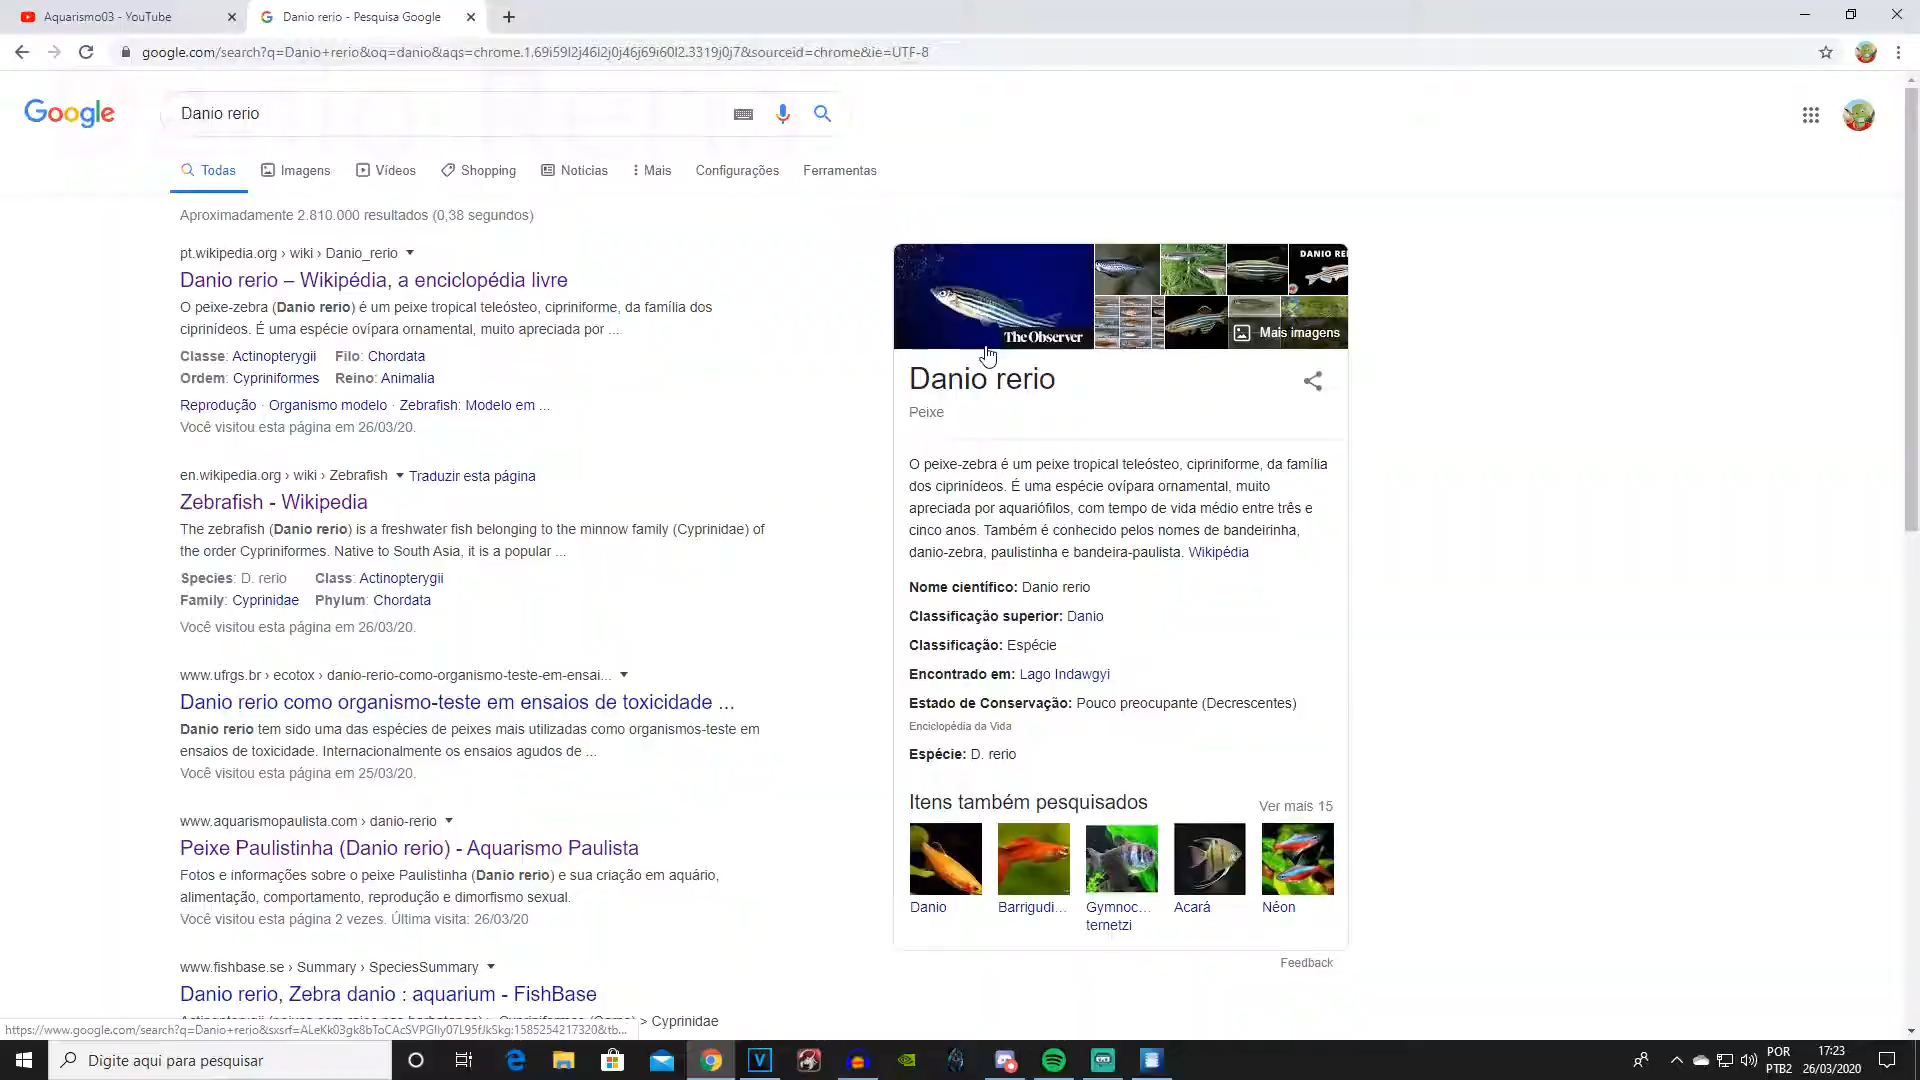 Aquarismo03 - YouTube
Danio rerio - Pesquisa Google
google.com/search?q=Danio+rerio&oq=danio&aqs=chrome.1.69i59l2j46l2j0j46j69i60l2.3319j0j7&sourceid=chrome&ie=UTF-8
Google
Danio rerio
Todas Imagens Vídeos Shopping Notícias Mais Configurações Ferramentas
Aproximadamente 2.810.000 resultados (0,38 segundos)
pt.wikipedia.org › wiki › Danio_rerio
Danio rerio – Wikipédia, a enciclopédia livre
O peixe-zebra (Danio rerio) é um peixe tropical teleósteo, cipriniforme, da família dos
ciprinídeos. É uma espécie ovípara ornamental, muito apreciada por ...
Classe: Actinopterygii Filo: Chordata
Ordem: Cypriniformes Reino: Animalia
Reprodução · Organismo modelo · Zebrafish: Modelo em ...
Você visitou esta página em 26/03/20.
en.wikipedia.org › wiki › Zebrafish Traduzir esta página
Zebrafish - Wikipedia
The zebrafish (Danio rerio) is a freshwater fish belonging to the minnow family (Cyprinidae) of
the order Cypriniformes. Native to South Asia, it is a popular ...
Species: D. rerio Class: Actinopterygii
Family: Cyprinidae Phylum: Chordata
Você visitou esta página em 26/03/20.
www.ufrgs.br › ecotox › danio-rerio-como-organismo-teste-em-ensai...
Danio rerio como organismo-teste em ensaios de toxicidade ...
Danio rerio tem sido uma das espécies de peixes mais utilizadas como organismos-teste em
ensaios de toxicidade. Internacionalmente os ensaios agudos de ...
Você visitou esta página em 25/03/20.
www.aquarismopaulista.com › danio-rerio
Peixe Paulistinha (Danio rerio) - Aquarismo Paulista
Fotos e informações sobre o peixe Paulistinha (Danio rerio) e sua criação em aquário,
alimentação, comportamento, reprodução e dimorfismo sexual.
Você visitou esta página 2 vezes. Última visita: 26/03/20
www.fishbase.se › Summary › SpeciesSummary
Danio rerio, Zebra danio : aquarium - FishBase
> Cyprinidae
https://www.google.com/search?q=Danio+rerio&sxsrf=ALeKk03gk8bToCAcSVPGIly07L95fJkSkg:1585254217320&tb...
The Observer
DANIO RE
Mais imagens
Danio rerio
Peixe
O peixe-zebra é um peixe tropical teleósteo, cipriniforme, da família
dos ciprinídeos. É uma espécie ovípara ornamental, muito
apreciada por aquariófilos, com tempo de vida médio entre três e
cinco anos. Também é conhecido pelos nomes de bandeirinha,
danio-zebra, paulistinha e bandeira-paulista. Wikipédia
Nome científico: Danio rerio
Classificação superior: Danio
Classificação: Espécie
Encontrado em: Lago Indawgyi
Estado de Conservação: Pouco preocupante (Decrescentes)
Enciclopédia da Vida
Espécie: D. rerio
Itens também pesquisados
Ver mais 15
Danio Barrigudi... Gymnoc... ternetzi Acará Néon
Feedback
Digite aqui para pesquisar
POR
PTB2
17:23
26/03/2020